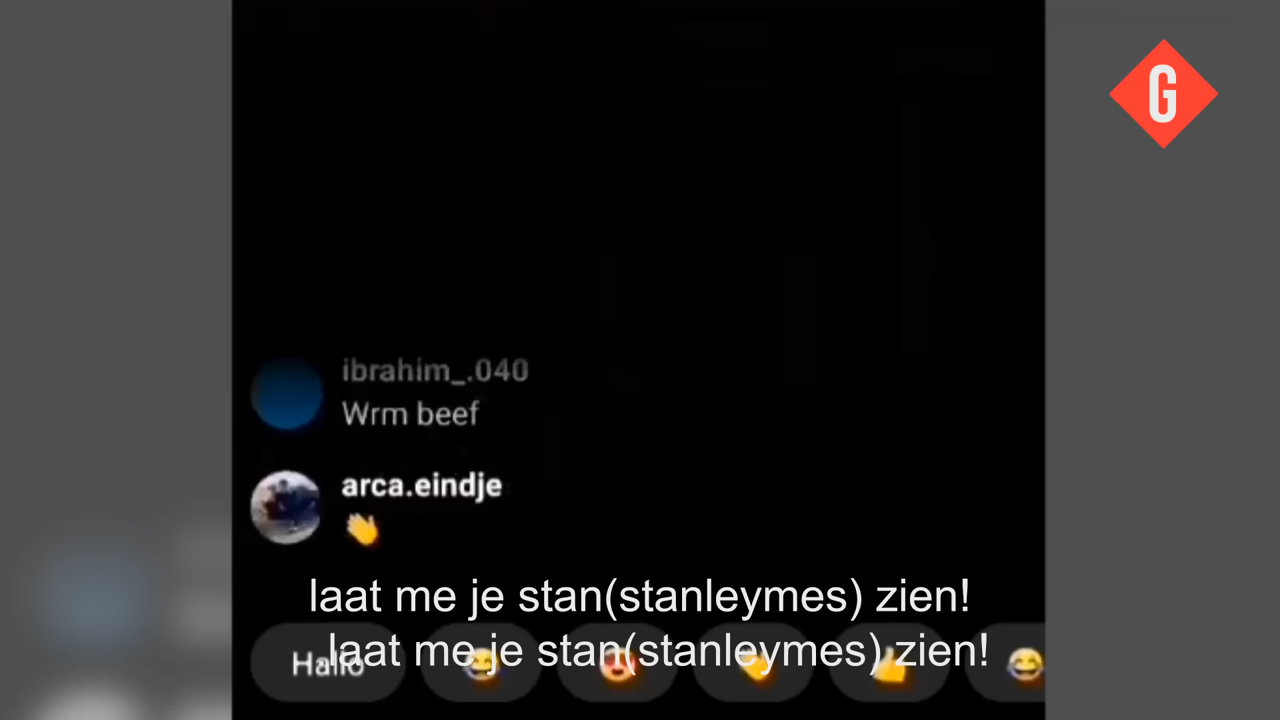 G
ibrahim_.040
Wrm beef
arca.eindje
👋
laat me je stan(stanleymes) zien!
-laat me je stan(stanleymes) zien!
Hallo